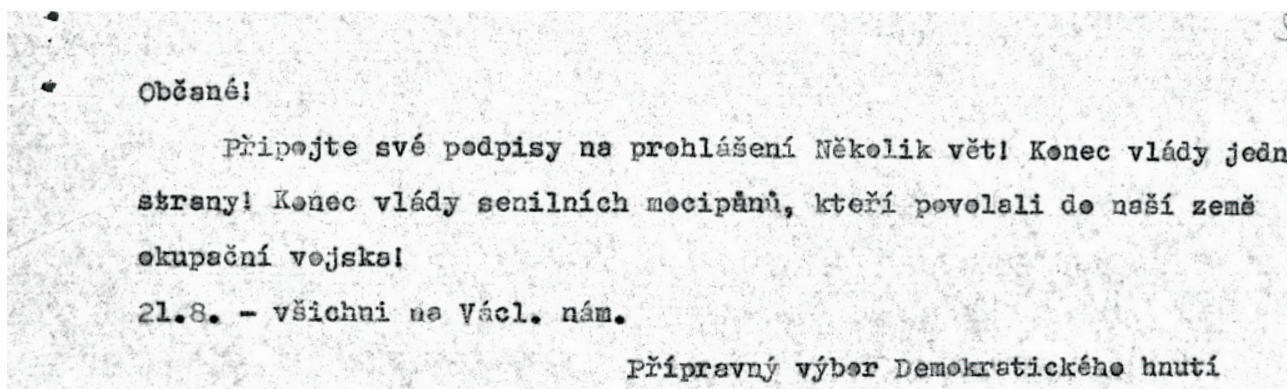 Občané!
Připojte své podpisy na prohlášení Několik vět! Konec vlády jedn
strany! Konec vlády senilních mocipánů, kteří povolali do naší země
okupační vojska!
21.8. - všichni na Václ. nám.
Přípravný výbor Demokratického hnutí